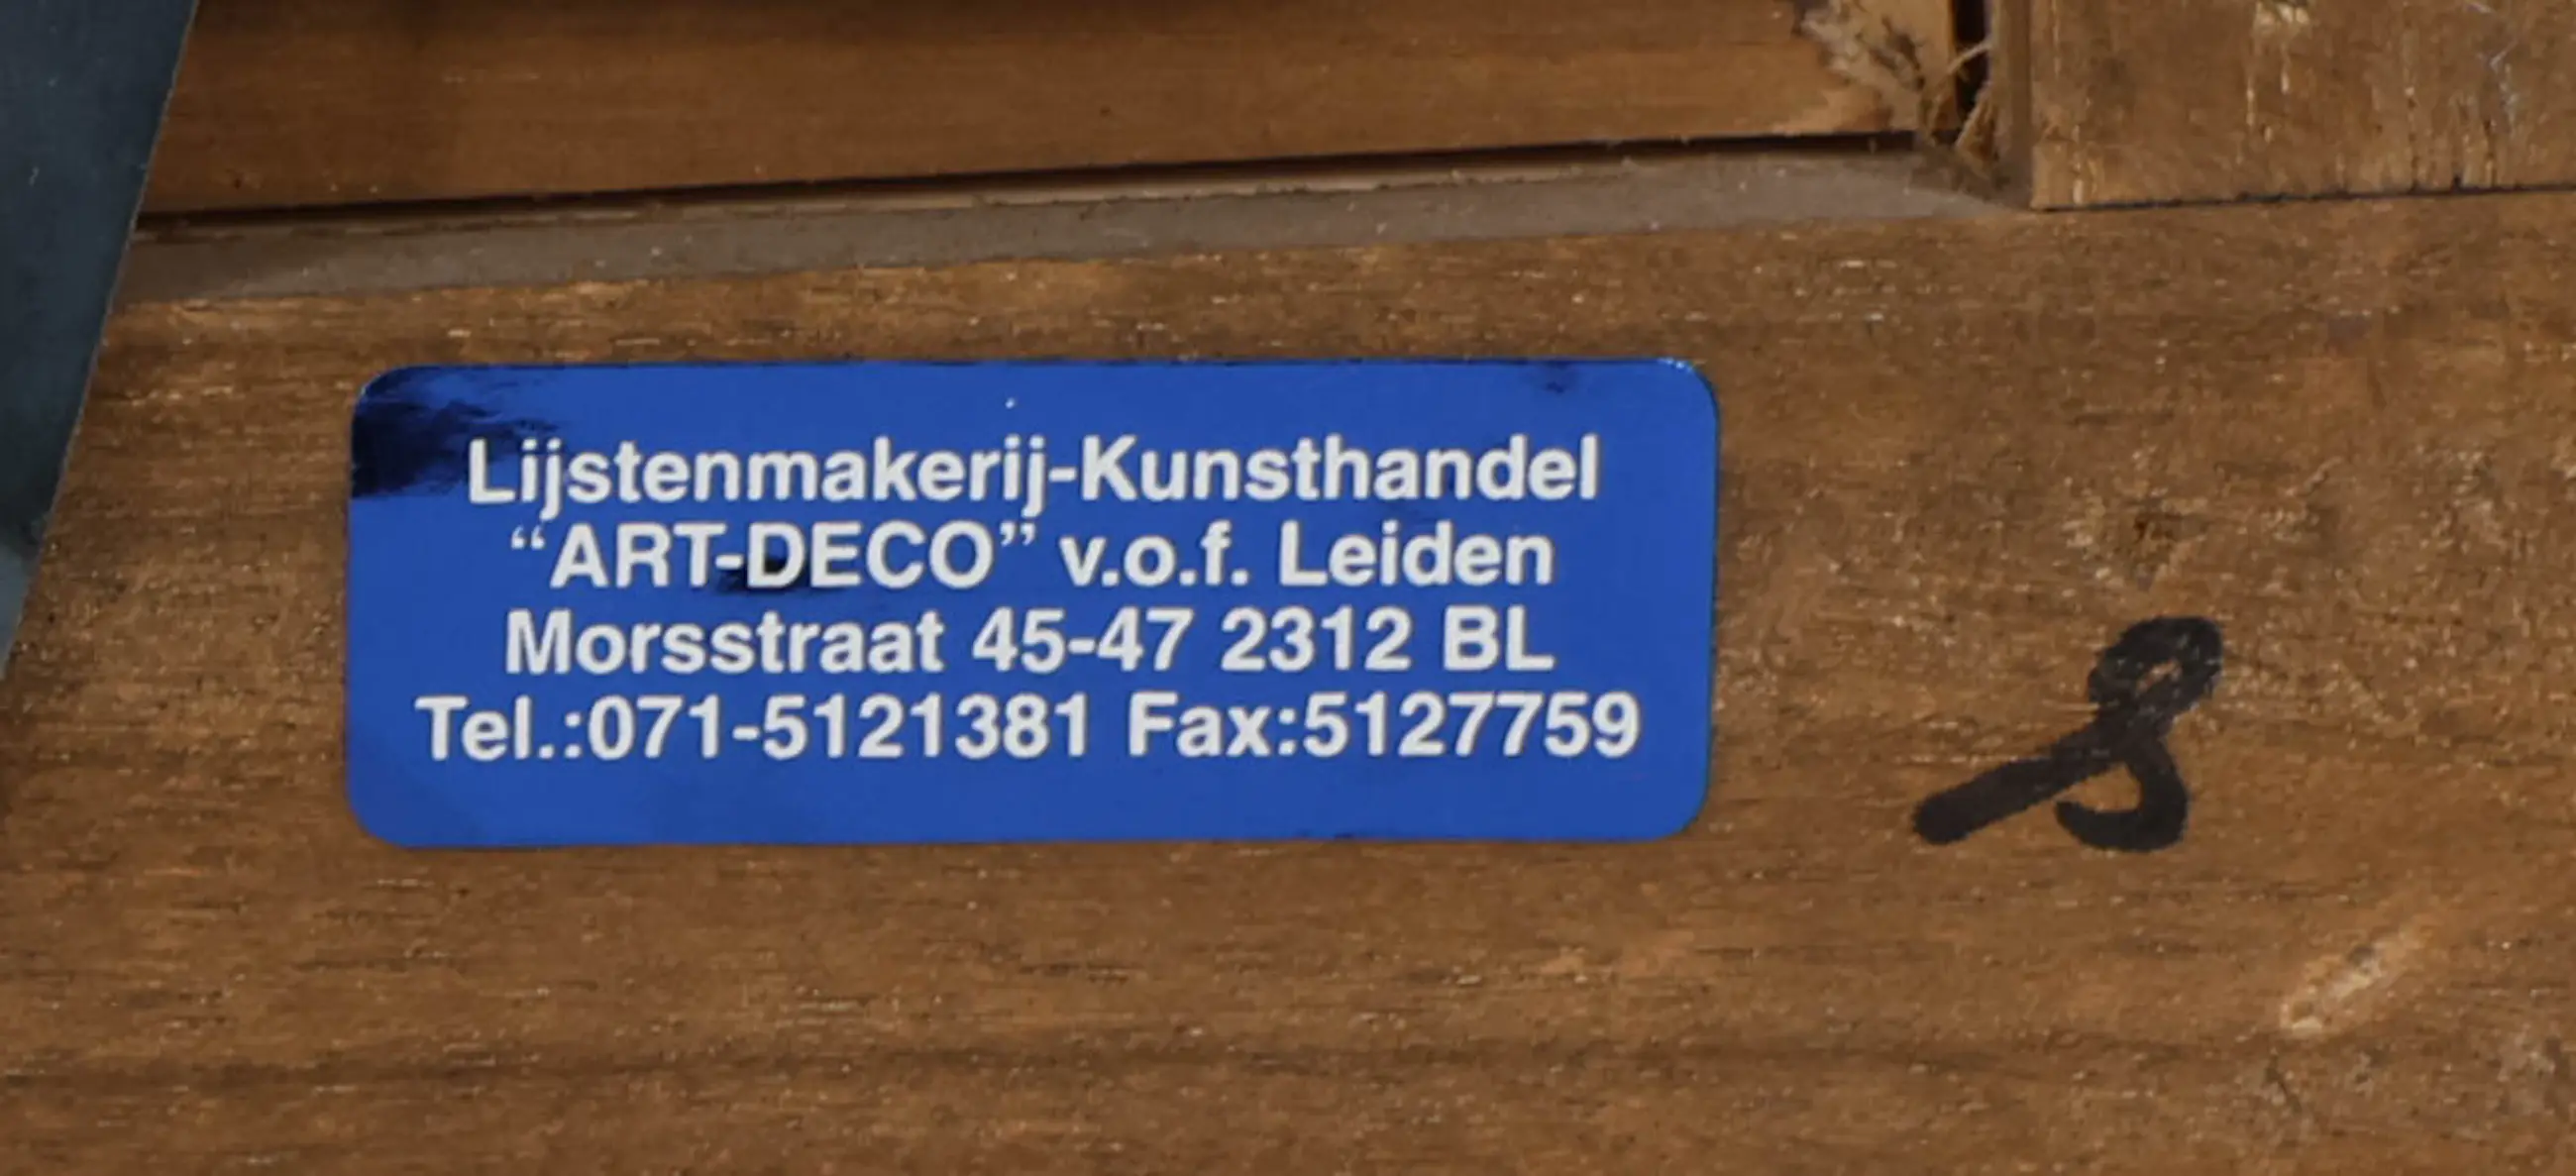 Lijstenmakerij-Kunsthandel
“ART-DECO” v.o.f. Leiden
Morsstraat 45-47 2312 BL
Tel.:071-5121381 Fax:5127759